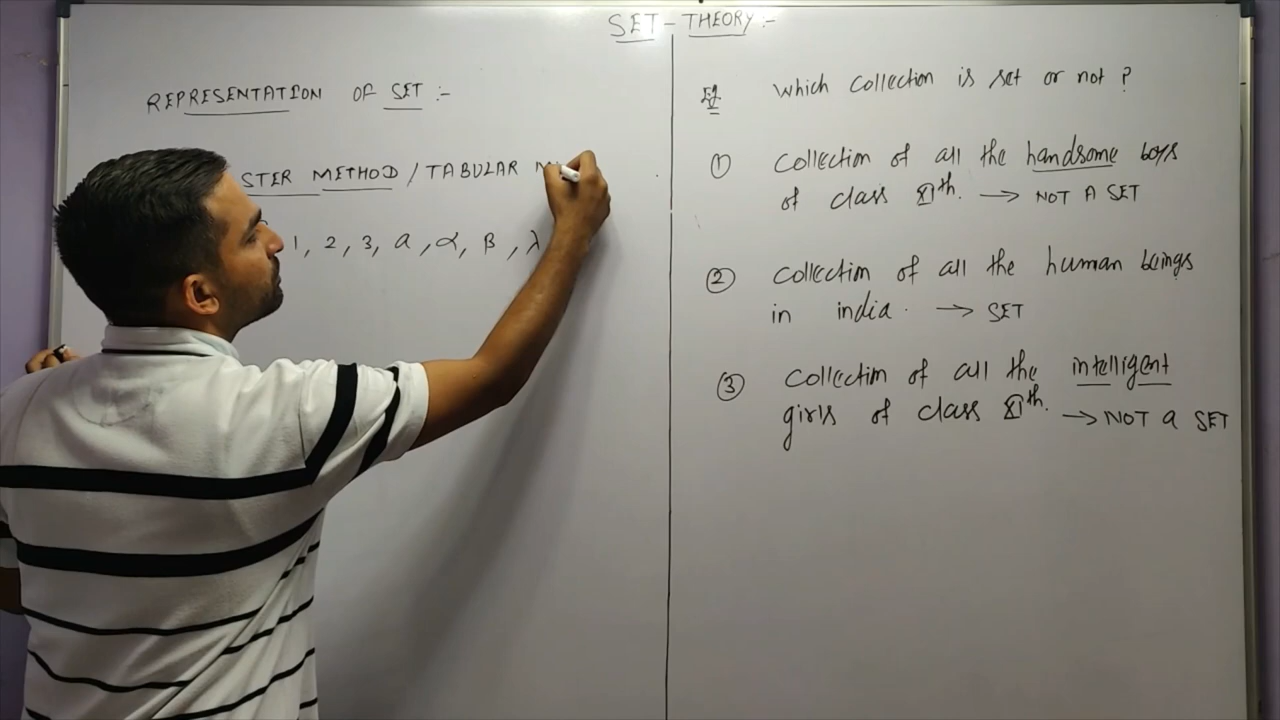 SET - THEORY :-
REPRESENTATION OF SET :-
STER METHOD / TABULAR M
1, 2, 3, a, α, β, λ
Which collection is set or not ?
① Collection of all the handsome boys
of class XIth. → NOT A SET
② Collection of all the human beings
in india. → SET
③ Collection of all the intelligent
girls of class XIth. → NOT a SET